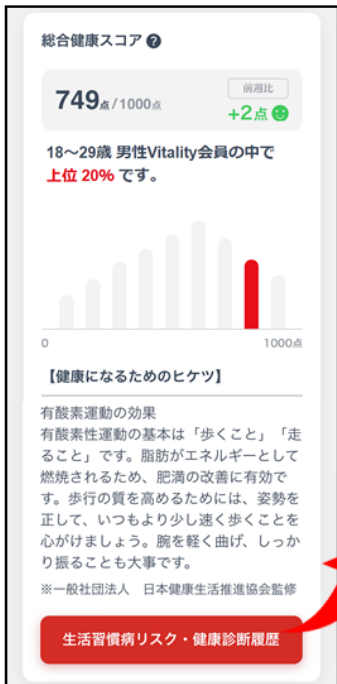 総合健康スコア ?
前週比
749点/1000点
+2点
18〜29歳 男性Vitality会員の中で
上位 20% です。
0
1000点
【健康になるためのヒケツ】
有酸素運動の効果
有酸素性運動の基本は「歩くこと」「走
ること」です。脂肪がエネルギーとして
燃焼されるため、肥満の改善に有効で
す。歩行の質を高めるためには、姿勢を
正して、いつもより少し速く歩くことを
心がけましょう。腕を軽く曲げ、しっか
り振ることも大事です。
※一般社団法人　日本健康生活推進協会監修
生活習慣病リスク・健康診断履歴